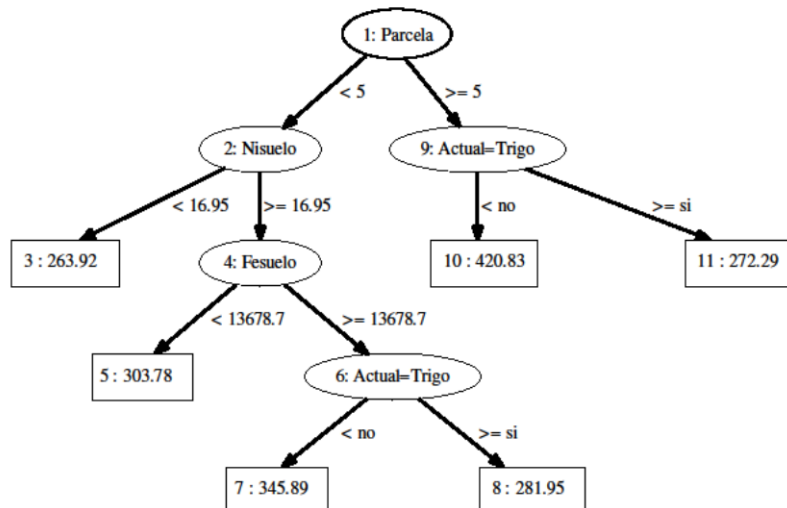 1: Parcela
< 5
>= 5
2: Nisuelo
9: Actual=Trigo
< 16.95
>= 16.95
< no
>= si
3 : 263.92
4: Fesuelo
10 : 420.83
11 : 272.29
< 13678.7
>= 13678.7
5 : 303.78
6: Actual=Trigo
< no
>= si
7 : 345.89
8 : 281.95